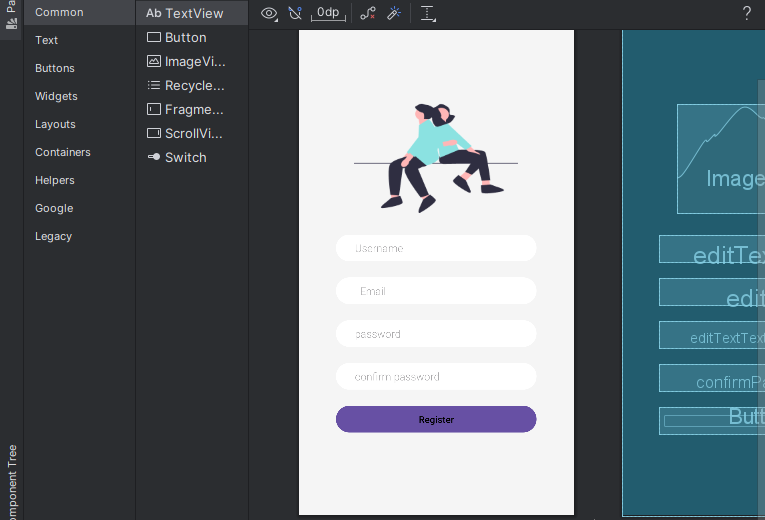 Pa
Common
Text
Buttons
Widgets
Layouts
Containers
Helpers
Google
Legacy
mponent Tree
Ab TextView
Button
ImageVi...
Recycle...
Fragme...
ScrollVi...
Switch
0dp
?
Username
Email
password
confirm password
Register
Image
editTex
edit
editTextText
confirmPa
Butt